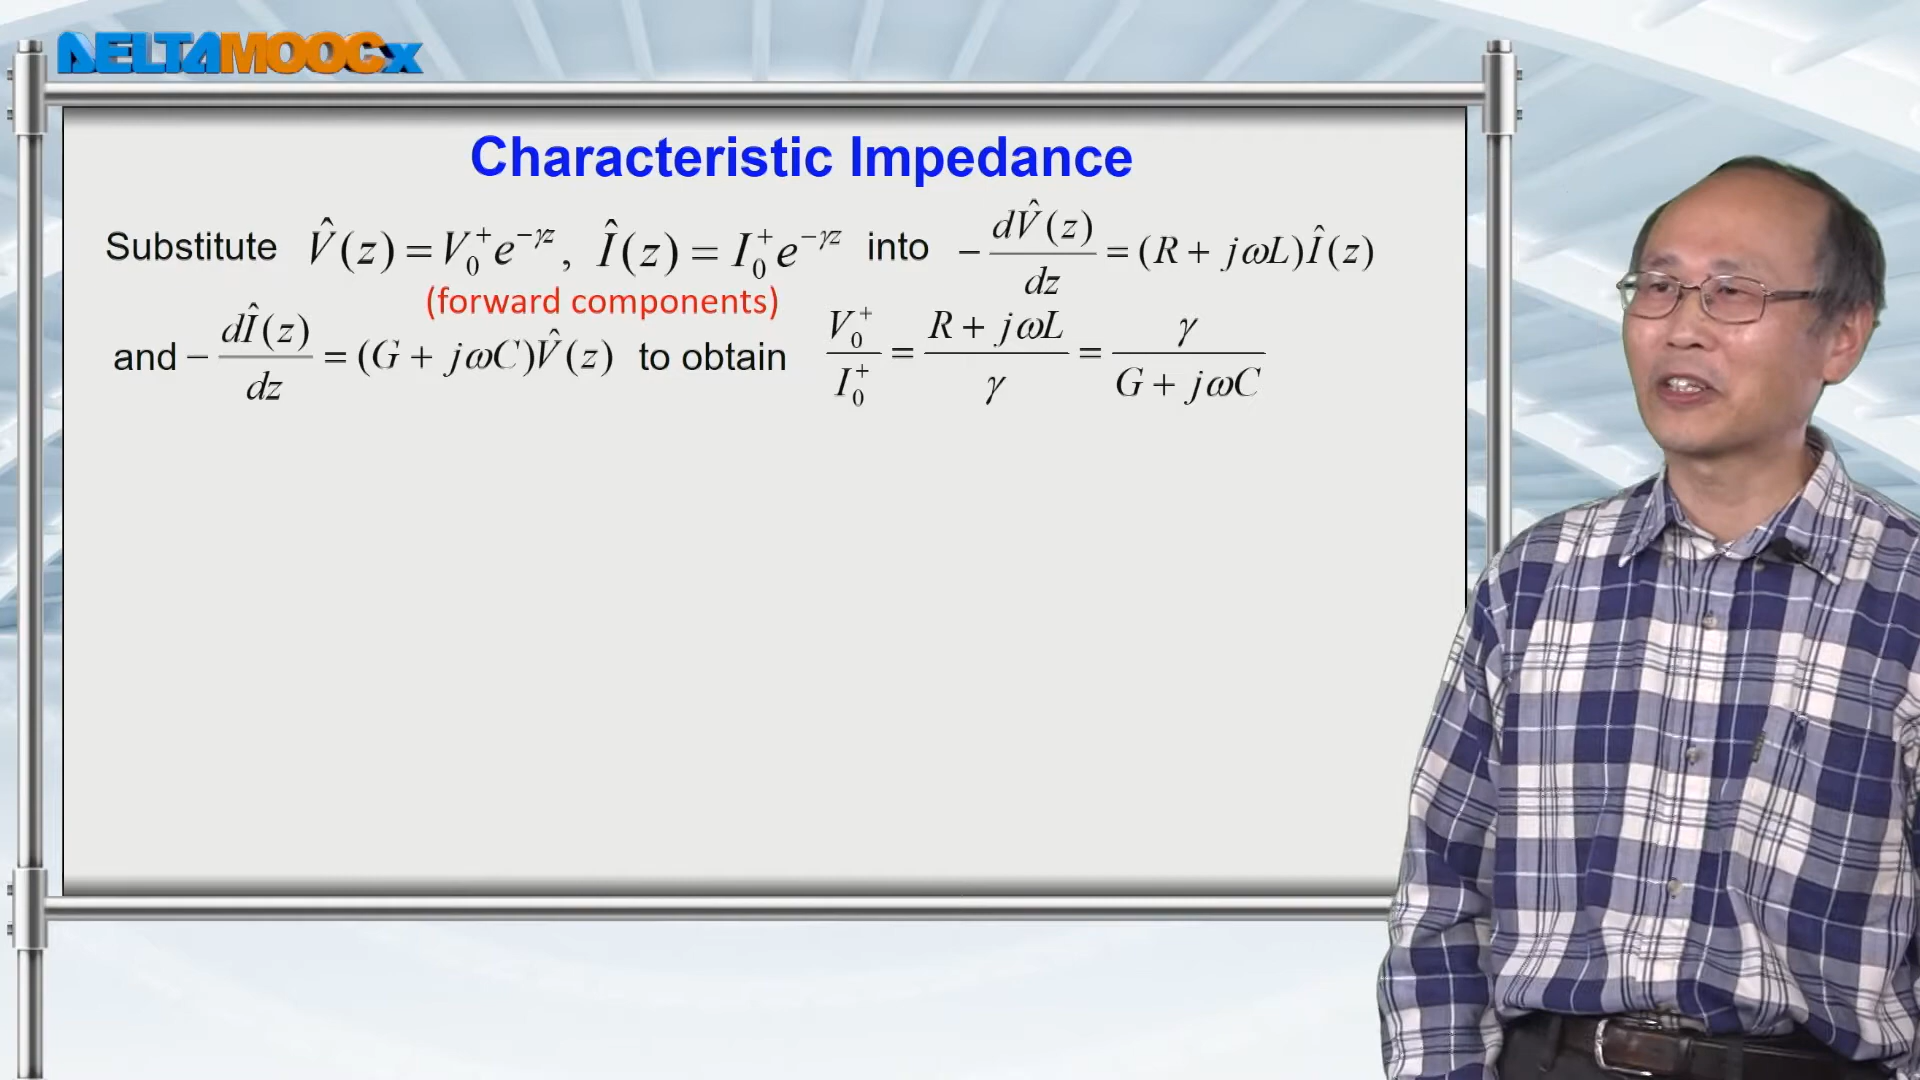 DELTAMOOCx
Characteristic Impedance
Substitute V̂(z) = V₀⁺e^{−γz}, Î(z) = I₀⁺e^{−γz} into −dV̂(z)/dz = (R + jωL)Î(z)
(forward components)
and −dÎ(z)/dz = (G + jωC)V̂(z) to obtain V₀⁺/I₀⁺ = (R + jωL)/γ = γ/(G + jωC)